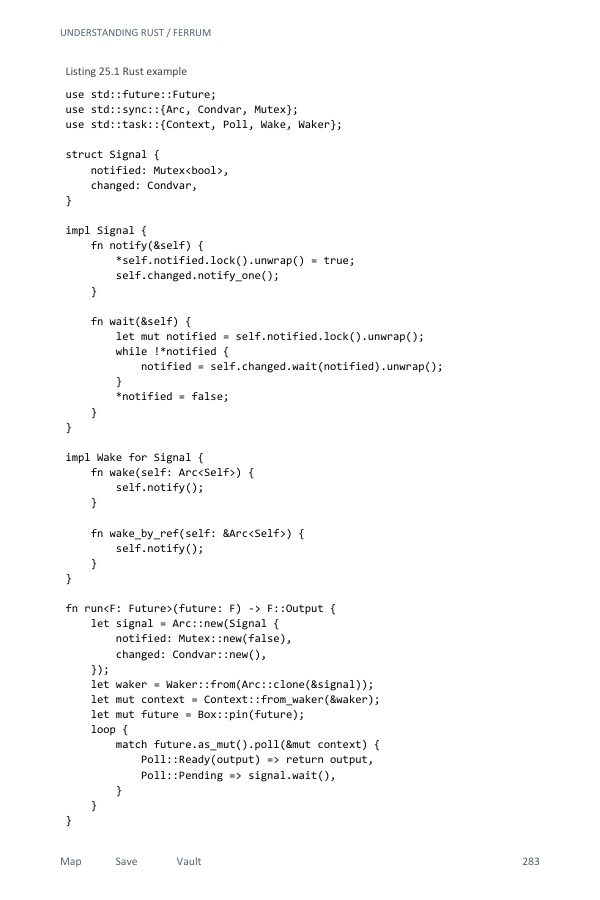 UNDERSTANDING RUST / FERRUM
Listing 25.1 Rust example
use std::future::Future;
use std::sync::{Arc, Condvar, Mutex};
use std::task::{Context, Poll, Wake, Waker};

struct Signal {
    notified: Mutex<bool>,
    changed: Condvar,
}

impl Signal {
    fn notify(&self) {
        *self.notified.lock().unwrap() = true;
        self.changed.notify_one();
    }

    fn wait(&self) {
        let mut notified = self.notified.lock().unwrap();
        while !*notified {
            notified = self.changed.wait(notified).unwrap();
        }
        *notified = false;
    }
}

impl Wake for Signal {
    fn wake(self: Arc<Self>) {
        self.notify();
    }

    fn wake_by_ref(self: &Arc<Self>) {
        self.notify();
    }
}

fn run<F: Future>(future: F) -> F::Output {
    let signal = Arc::new(Signal {
        notified: Mutex::new(false),
        changed: Condvar::new(),
    });
    let waker = Waker::from(Arc::clone(&signal));
    let mut context = Context::from_waker(&waker);
    let mut future = Box::pin(future);
    loop {
        match future.as_mut().poll(&mut context) {
            Poll::Ready(output) => return output,
            Poll::Pending => signal.wait(),
        }
    }
}
Map Save Vault 283